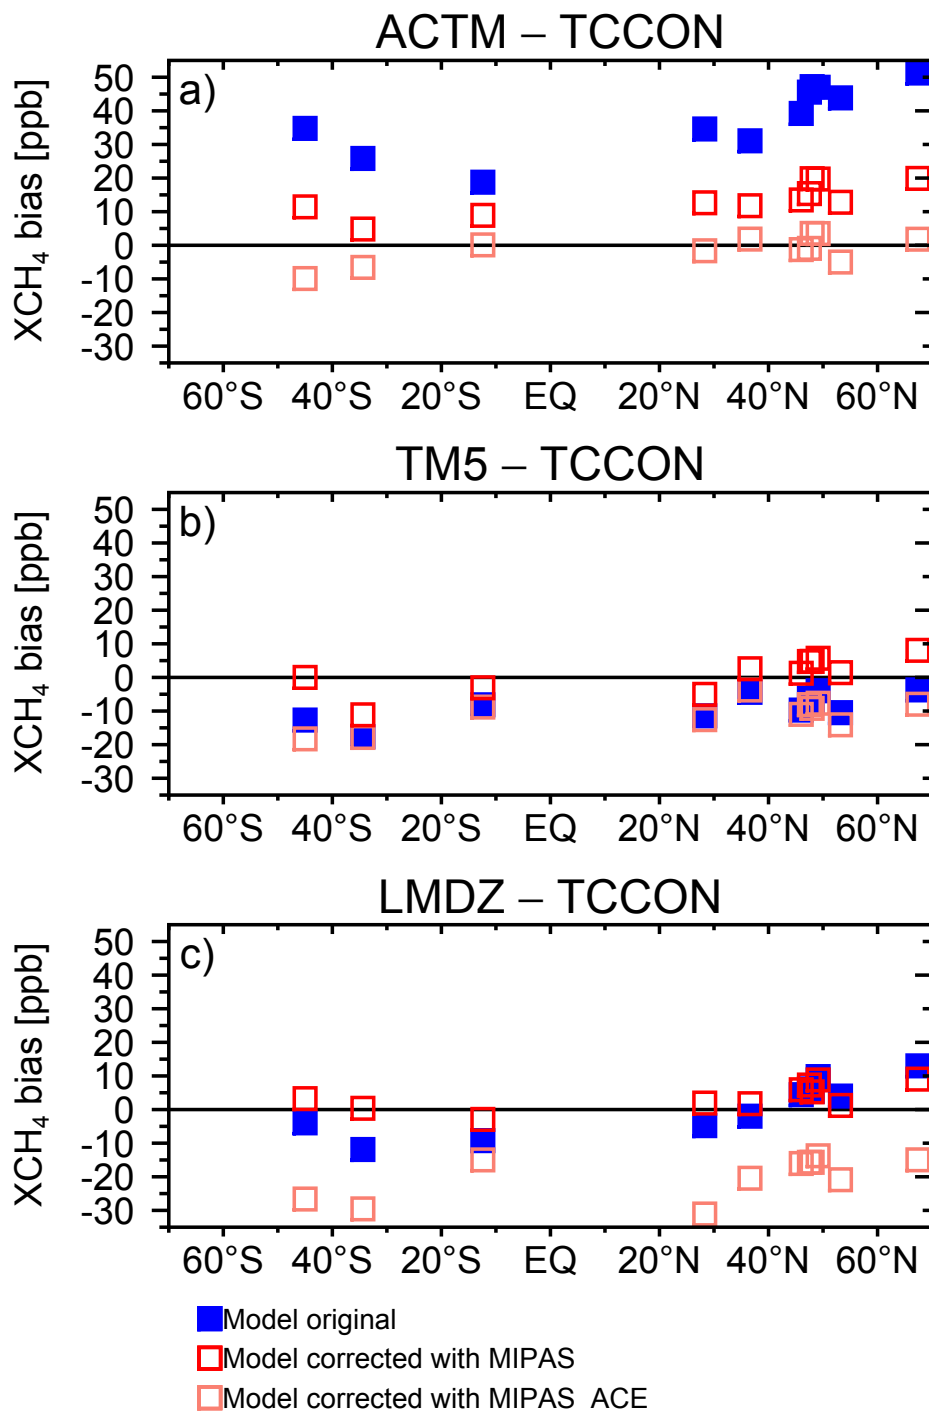 ACTM – TCCON
a)
XCH₄ bias [ppb]
50
40
30
20
10
0
-10
-20
-30
60°S 40°S 20°S EQ 20°N 40°N 60°N
TM5 – TCCON
b)
XCH₄ bias [ppb]
50
40
30
20
10
0
-10
-20
-30
60°S 40°S 20°S EQ 20°N 40°N 60°N
LMDZ – TCCON
c)
XCH₄ bias [ppb]
50
40
30
20
10
0
-10
-20
-30
60°S 40°S 20°S EQ 20°N 40°N 60°N
Model original
Model corrected with MIPAS
Model corrected with MIPAS ACE